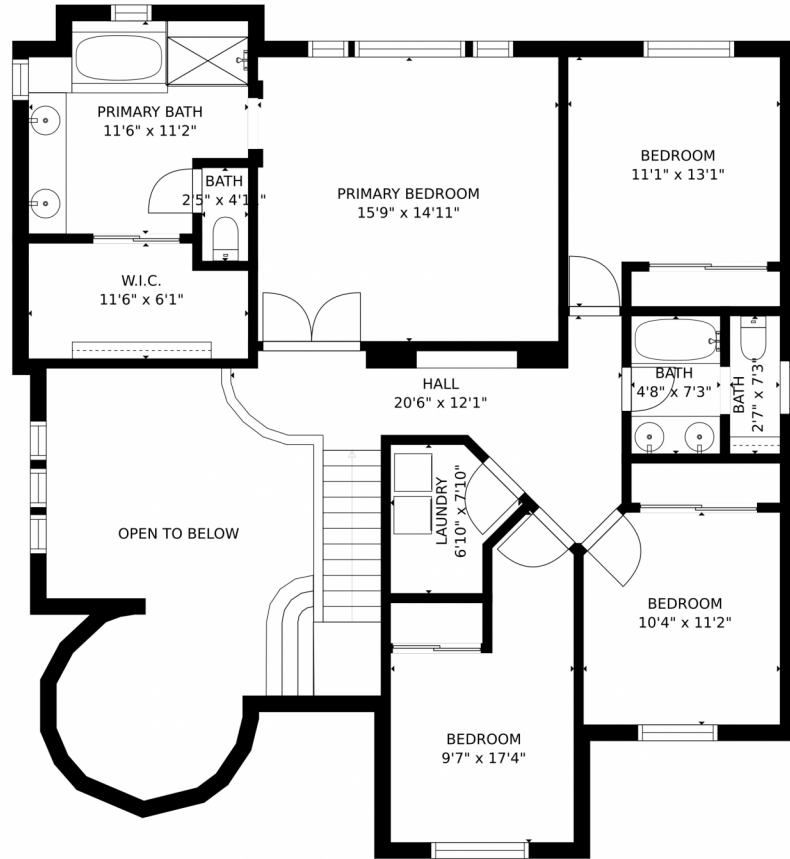 PRIMARY BATH
11'6" x 11'2"
BATH
2'5" x 4'1
PRIMARY BEDROOM
15'9" x 14'11"
BEDROOM
11'1" x 13'1"
W.I.C.
11'6" x 6'1"
HALL
20'6" x 12'1"
BATH
4'8" x 7'3"
BATH
2'7" x 7'3"
LAUNDRY
6'10" x 7'10"
OPEN TO BELOW
BEDROOM
10'4" x 11'2"
BEDROOM
9'7" x 17'4"